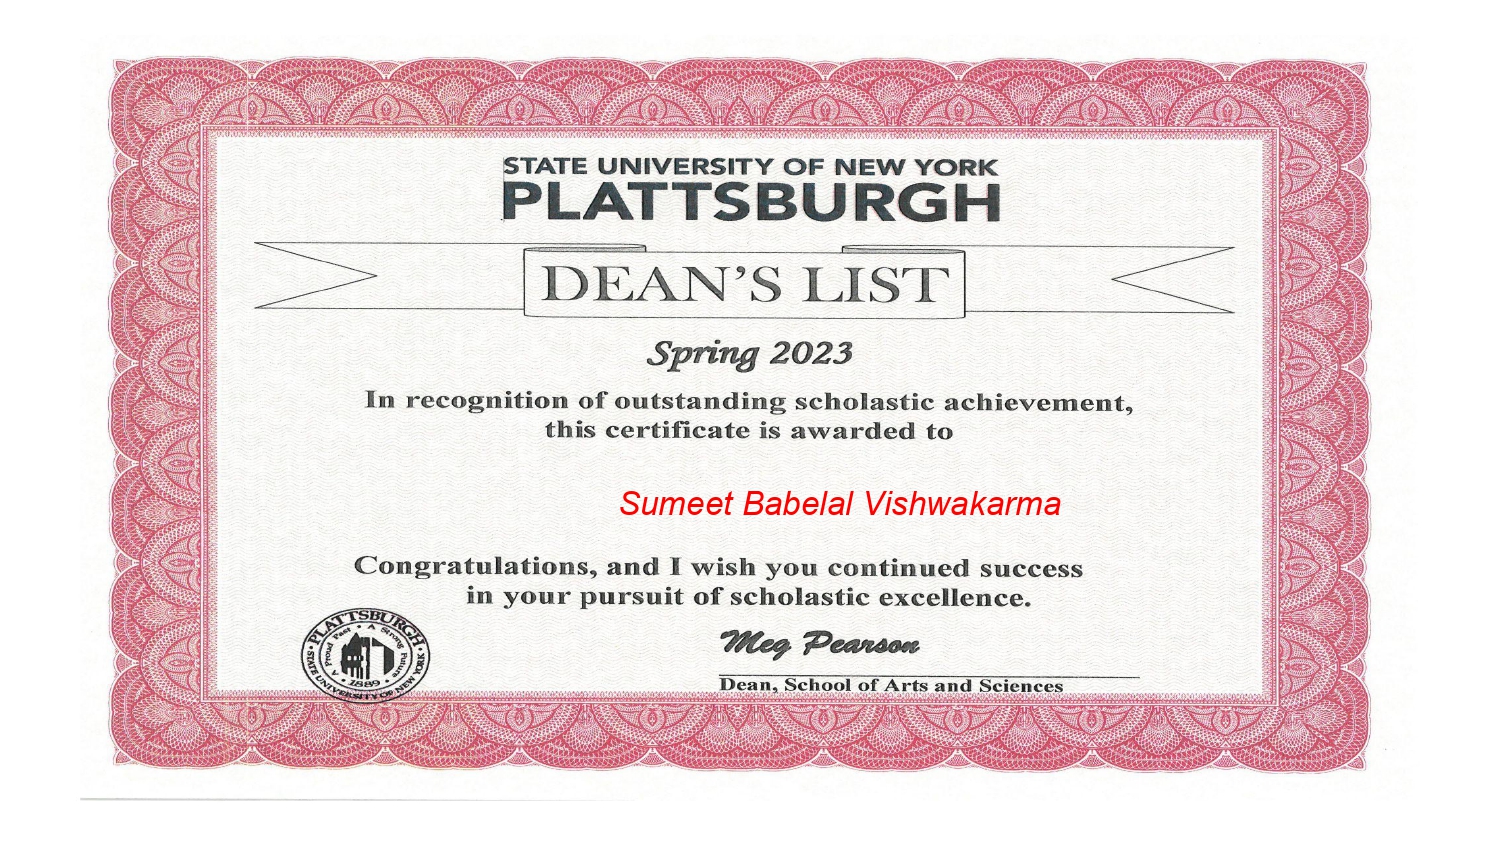 STATE UNIVERSITY OF NEW YORK
PLATTSBURGH
DEAN'S LIST
Spring 2023
In recognition of outstanding scholastic achievement,
this certificate is awarded to
Sumeet Babelal Vishwakarma
Congratulations, and I wish you continued success
in your pursuit of scholastic excellence.
PLATTSBURGH
STATE UNIVERSITY OF NEW YORK
A Proud Past • A Strong Future
1889
Meg Pearson
Dean, School of Arts and Sciences